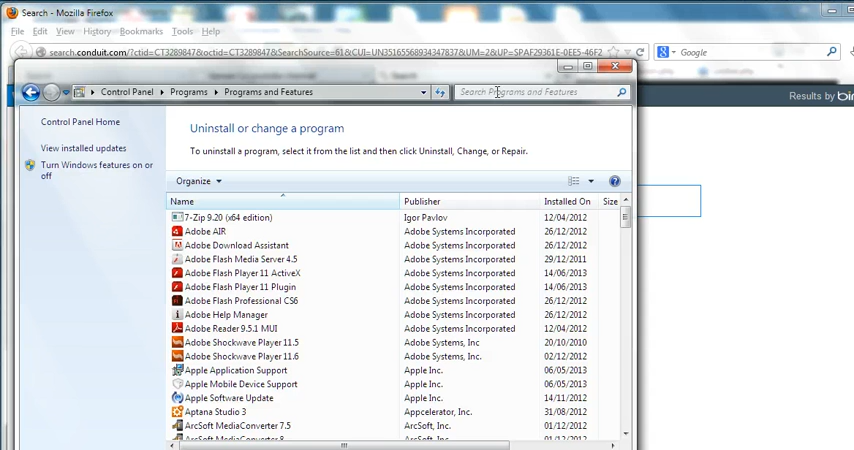 Search - Mozilla Firefox
File Edit View History Bookmarks Tools Help
search.conduit.com/?ctid=CT3289847&octid=CT3289847&SearchSource=61&CUI=UN35165568934347837&UM=2&UP=SPAF29361E-0EE5-46F2
Google
Results by bin
Control Panel Programs Programs and Features
Search Programs and Features
Control Panel Home
View installed updates
Turn Windows features on or
off
Uninstall or change a program
To uninstall a program, select it from the list and then click Uninstall, Change, or Repair.
Organize
Name Publisher Installed On Size
7-Zip 9.20 (x64 edition) Igor Pavlov 12/04/2012
Adobe AIR Adobe Systems Incorporated 26/12/2012
Adobe Download Assistant Adobe Systems Incorporated 26/12/2012
Adobe Flash Media Server 4.5 Adobe Systems Incorporated 29/12/2011
Adobe Flash Player 11 ActiveX Adobe Systems Incorporated 14/06/2013
Adobe Flash Player 11 Plugin Adobe Systems Incorporated 14/06/2013
Adobe Flash Professional CS6 Adobe Systems Incorporated 26/12/2012
Adobe Help Manager Adobe Systems Incorporated 26/12/2012
Adobe Reader 9.5.1 MUI Adobe Systems Incorporated 12/04/2012
Adobe Shockwave Player 11.5 Adobe Systems, Inc 20/10/2010
Adobe Shockwave Player 11.6 Adobe Systems, Inc. 02/12/2012
Apple Application Support Apple Inc. 06/05/2013
Apple Mobile Device Support Apple Inc. 06/05/2013
Apple Software Update Apple Inc. 14/11/2012
Aptana Studio 3 Appcelerator, Inc. 31/08/2012
ArcSoft MediaConverter 7.5 ArcSoft, Inc. 01/12/2012
ArcSoft MediaConverter 8 ArcSoft, Inc. 01/12/2012